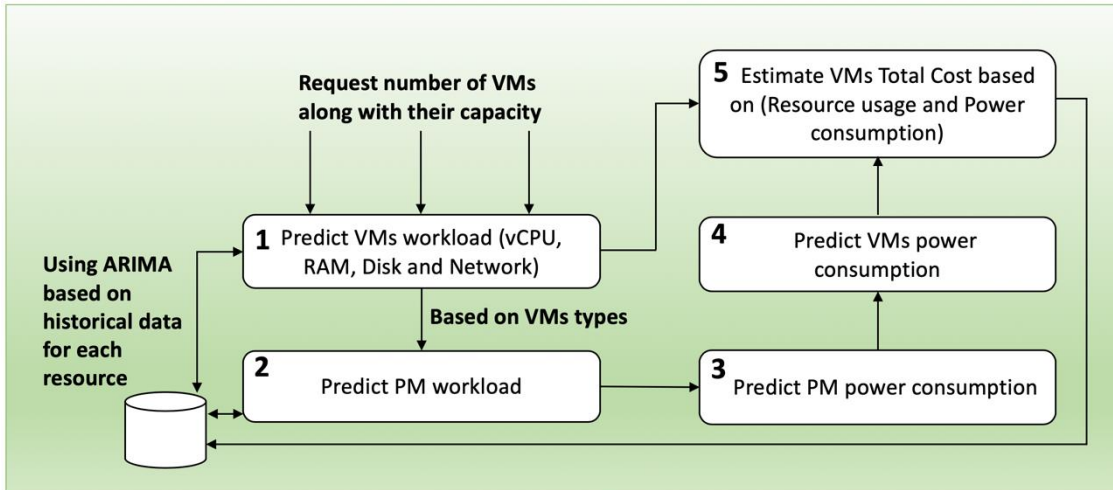 Request number of VMs
along with their capacity
1 Predict VMs workload (vCPU,
RAM, Disk and Network)
Using ARIMA
based on
historical data
for each
resource
Based on VMs types
2
Predict PM workload
3
Predict PM power consumption
4
Predict VMs power
consumption
5 Estimate VMs Total Cost based
on (Resource usage and Power
consumption)